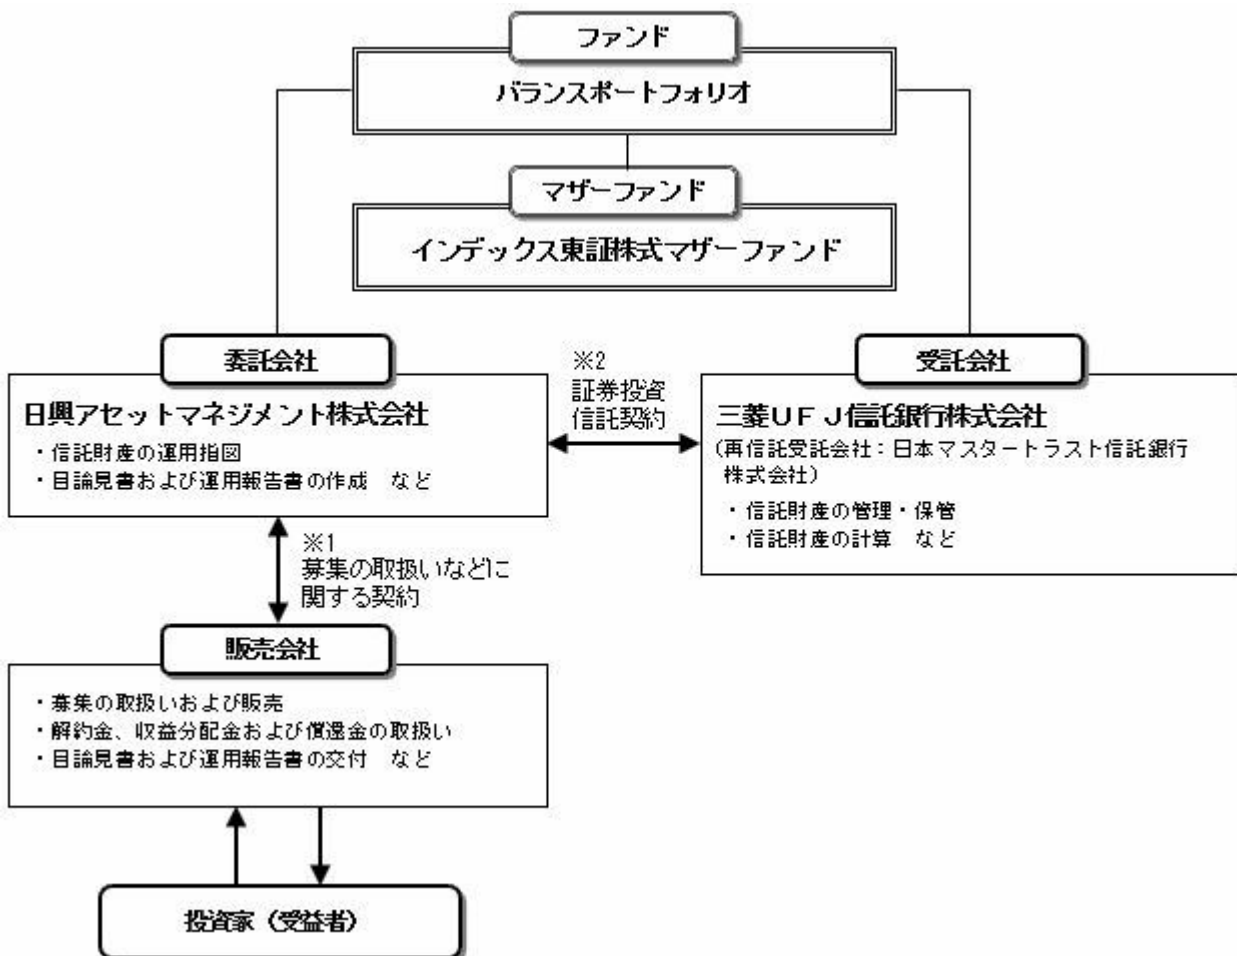 ファンド
バランスポートフォリオ
マザーファンド
インデックス東証株式マザーファンド
委託会社
日興アセットマネジメント株式会社
・信託財産の運用指図
・目論見書および運用報告書の作成　など
※2
証券投資
信託契約
受託会社
三菱ＵＦＪ信託銀行株式会社
(再信託受託会社：日本マスタートラスト信託銀行
株式会社)
・信託財産の管理・保管
・信託財産の計算　など
※1
募集の取扱いなどに
関する契約
販売会社
・募集の取扱いおよび販売
・解約金、収益分配金および償還金の取扱い
・目論見書および運用報告書の交付　など
投資家（受益者）